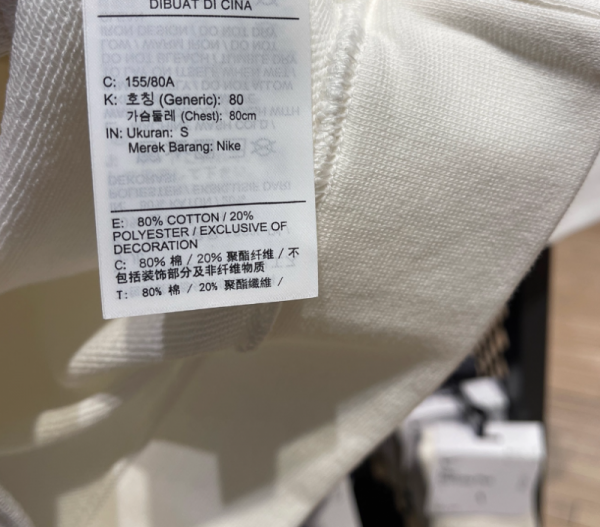 DIBUAT DI CINA
C: 155/80A
K: 호칭 (Generic): 80
가슴둘레 (Chest): 80cm
IN: Ukuran: S
Merek Barang: Nike
E: 80% COTTON / 20%
POLYESTER / EXCLUSIVE OF
DECORATION
C: 80% 棉 / 20% 聚酯纤维 / 不
包括装饰部分及非纤维物质
T: 80% 棉 / 20% 聚酯纖維 /